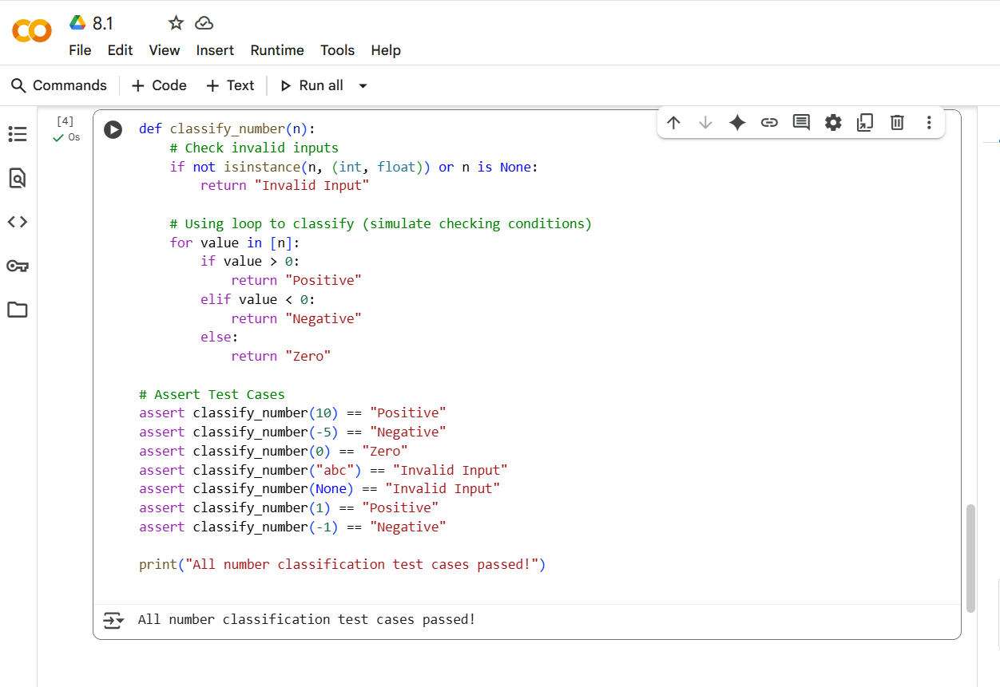 8.1
File Edit View Insert Runtime Tools Help
Commands + Code + Text Run all
[4]
0s
def classify_number(n):
    # Check invalid inputs
    if not isinstance(n, (int, float)) or n is None:
        return "Invalid Input"

    # Using loop to classify (simulate checking conditions)
    for value in [n]:
        if value > 0:
            return "Positive"
        elif value < 0:
            return "Negative"
        else:
            return "Zero"

# Assert Test Cases
assert classify_number(10) == "Positive"
assert classify_number(-5) == "Negative"
assert classify_number(0) == "Zero"
assert classify_number("abc") == "Invalid Input"
assert classify_number(None) == "Invalid Input"
assert classify_number(1) == "Positive"
assert classify_number(-1) == "Negative"

print("All number classification test cases passed!")
All number classification test cases passed!